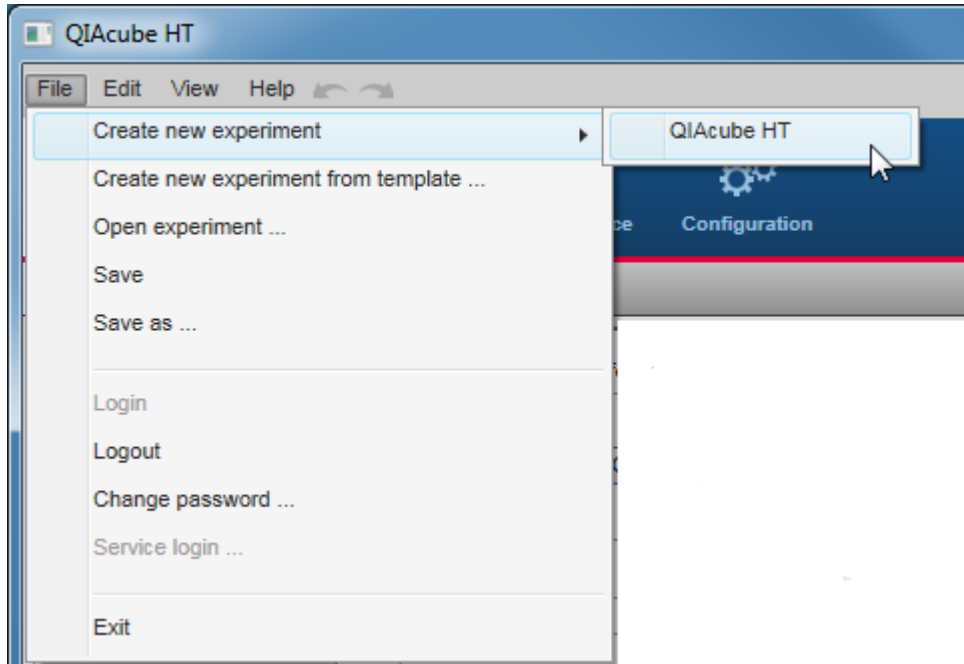 QIAcube HT
File Edit View Help
Create new experiment
QIAcube HT
Create new experiment from template ...
Open experiment ...
Configuration
Save
Save as ...
Login
Logout
Change password ...
Service login ...
Exit